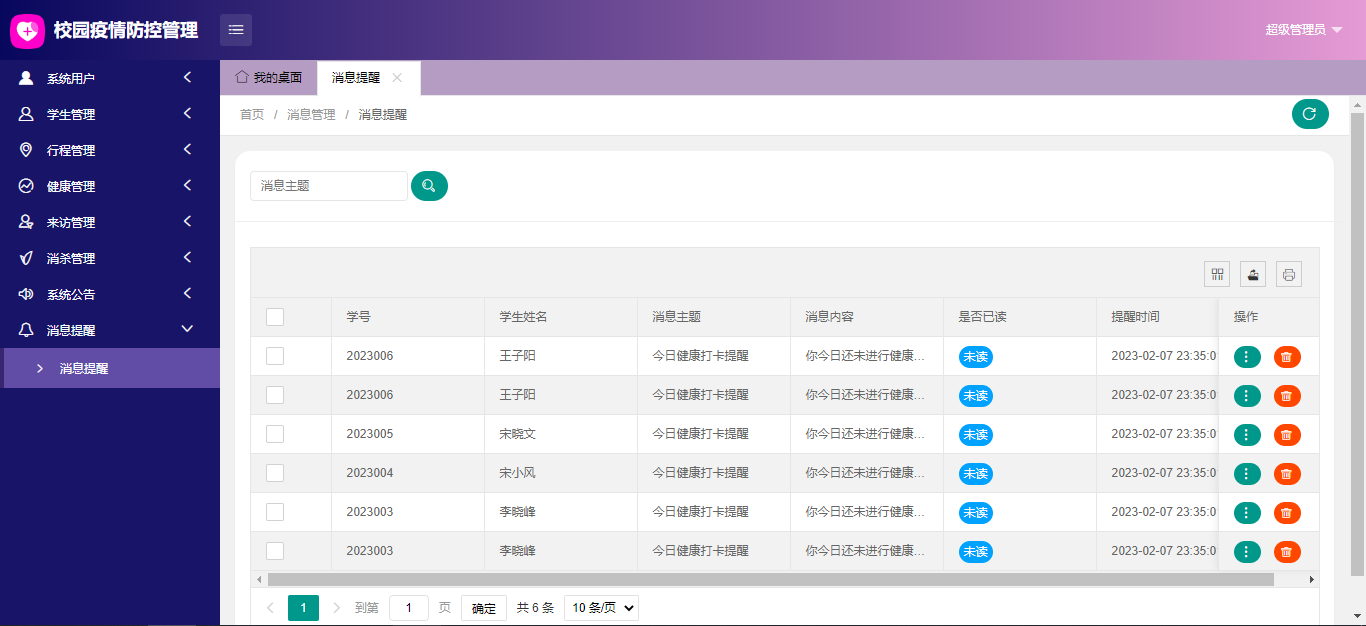 校园疫情防控管理
超级管理员
系统用户
学生管理
行程管理
健康管理
来访管理
消杀管理
系统公告
消息提醒
消息提醒
我的桌面 消息提醒
首页 / 消息管理 / 消息提醒
消息主题
学号 学生姓名 消息主题 消息内容 是否已读 提醒时间 操作
2023006 王子阳 今日健康打卡提醒 你今日还未进行健康... 未读 2023-02-07 23:35:0
2023006 王子阳 今日健康打卡提醒 你今日还未进行健康... 未读 2023-02-07 23:35:0
2023005 宋晓文 今日健康打卡提醒 你今日还未进行健康... 未读 2023-02-07 23:35:0
2023004 宋小风 今日健康打卡提醒 你今日还未进行健康... 未读 2023-02-07 23:35:0
2023003 李晓峰 今日健康打卡提醒 你今日还未进行健康... 未读 2023-02-07 23:35:0
2023003 李晓峰 今日健康打卡提醒 你今日还未进行健康... 未读 2023-02-07 23:35:0
1 到第 1 页 确定 共 6 条 10 条/页